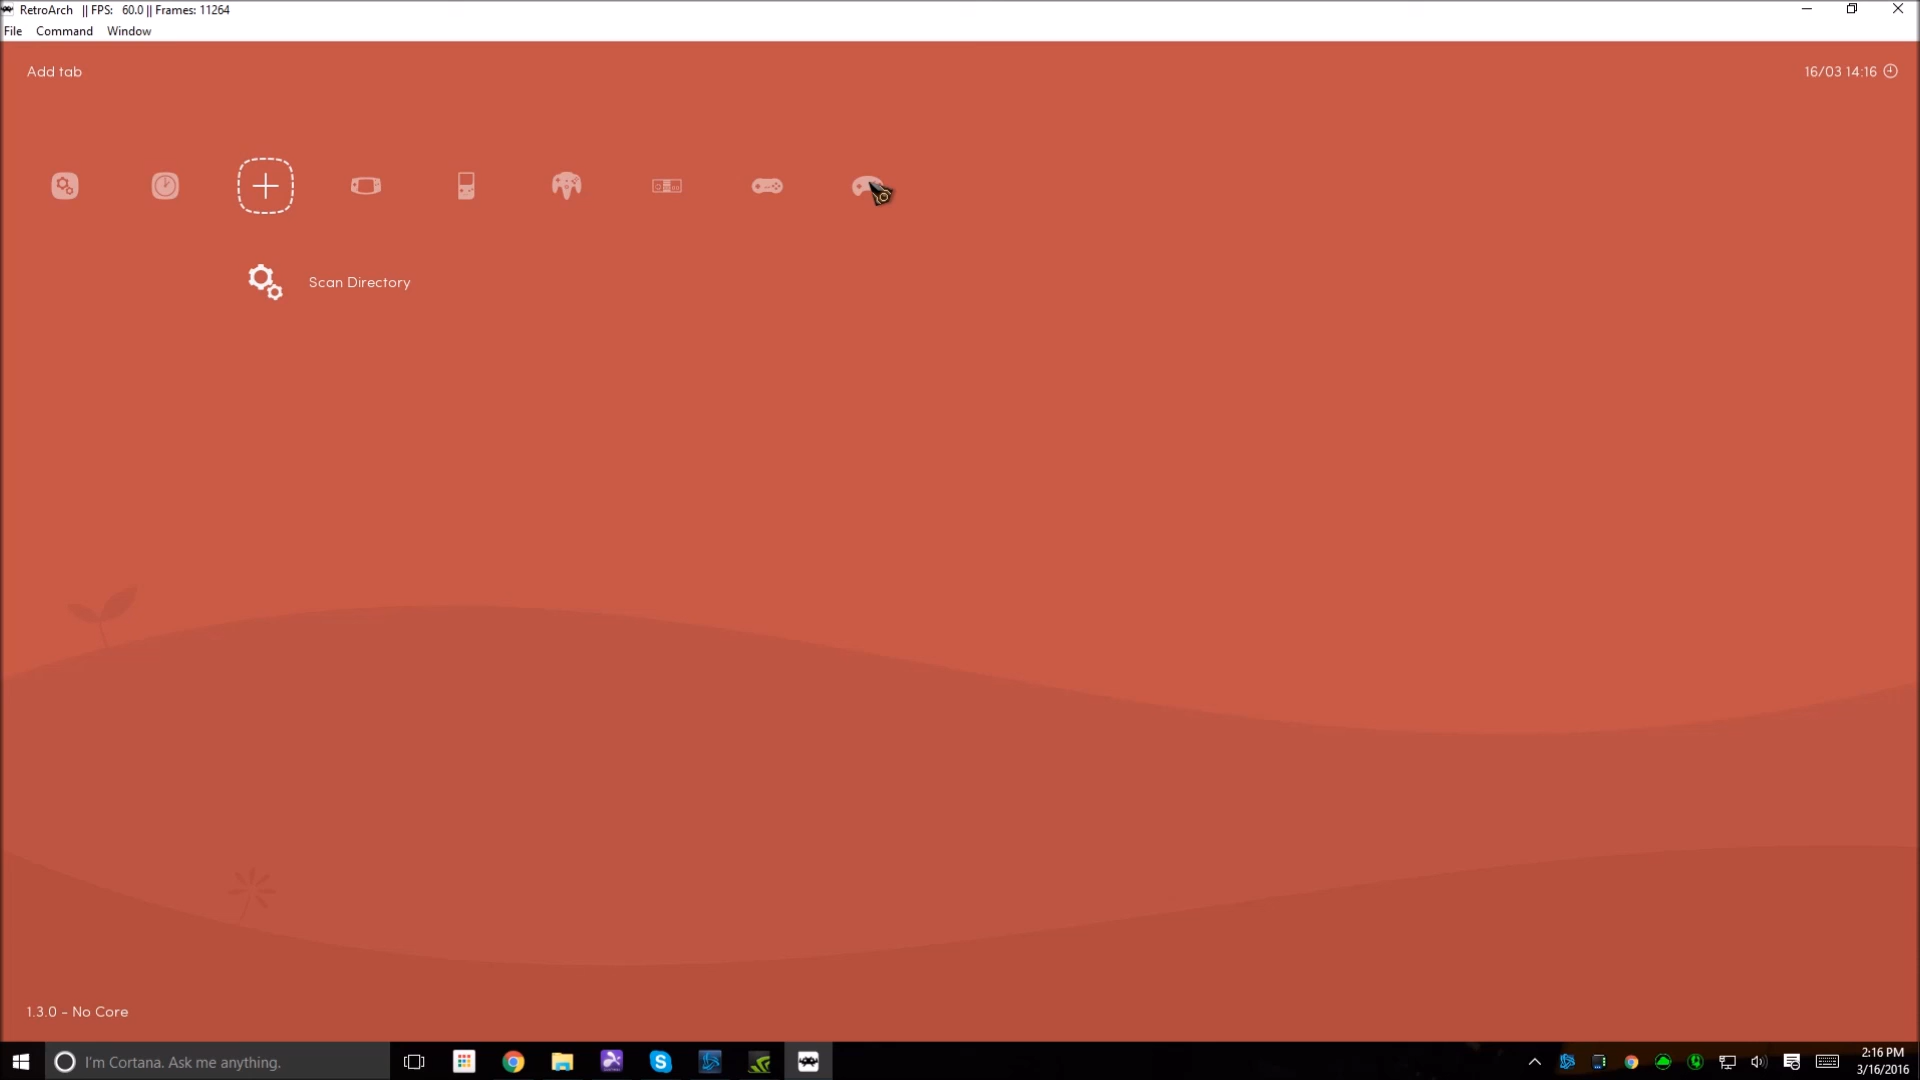 RetroArch || FPS: 60.0 || Frames: 11264
File Command Window
Add tab
16/03 14:16
Scan Directory
1.3.0 - No Core
I'm Cortana. Ask me anything.
2:16 PM
3/16/2016